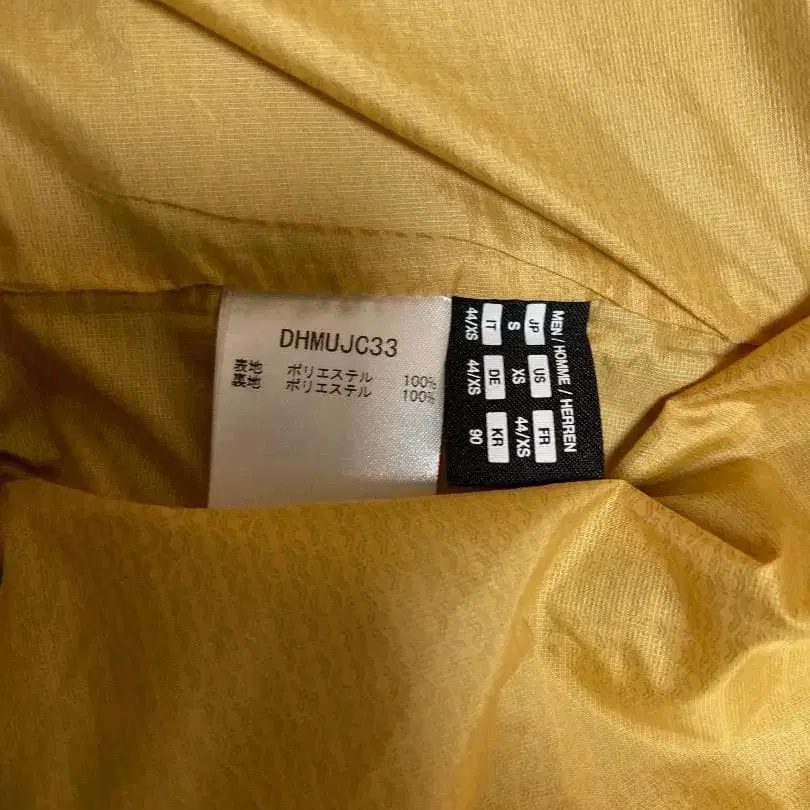 DHMUJC33
表地 ポリエステル 100%
裏地 ポリエステル 100%
MEN / HOMME / HERREN
JP US FR
S XS 44/XS
IT DE KR
44/XS 44/XS 90